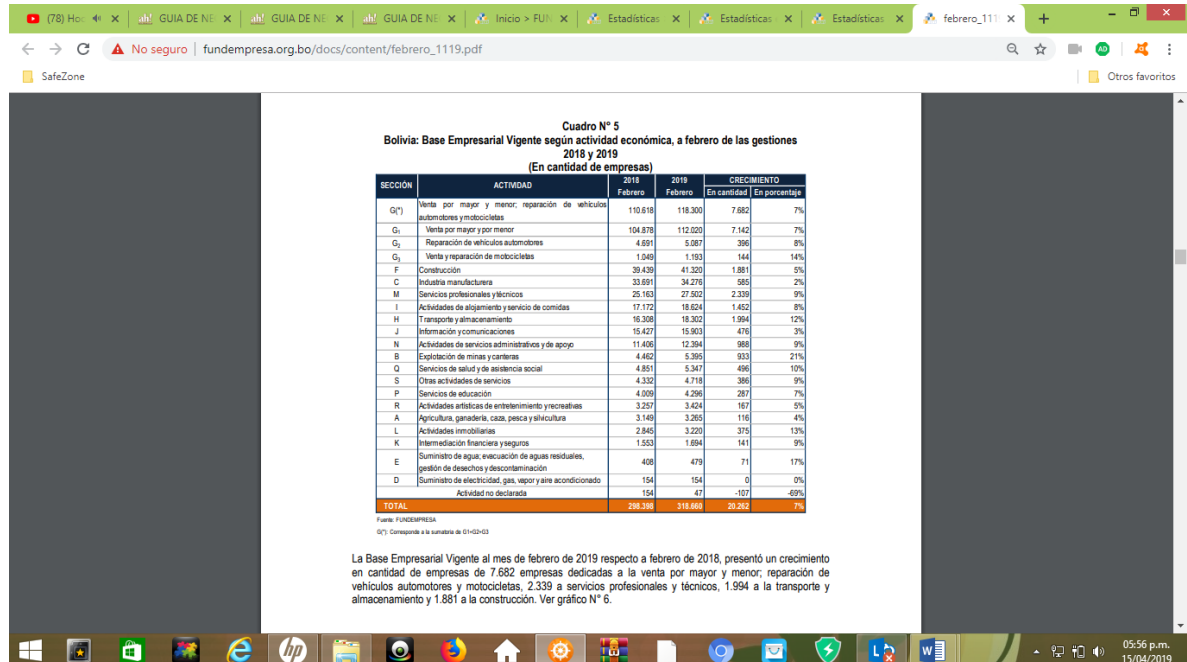 (78) Hoc
GUIA DE NE
GUIA DE NE
GUIA DE NE
Inicio > FUN
Estadísticas
Estadísticas
Estadísticas
febrero_111
No seguro | fundempresa.org.bo/docs/content/febrero_1119.pdf
SafeZone
Otros favoritos
Cuadro N° 5
Bolivia: Base Empresarial Vigente según actividad económica, a febrero de las gestiones
2018 y 2019
(En cantidad de empresas)
SECCIÓN ACTIVIDAD 2018 Febrero 2019 Febrero CRECIMIENTO
En cantidad En porcentaje
G(*) Venta por mayor y menor; reparación de vehículos
automotores y motocicletas 110.618 118.300 7.682 7%
G₁ Venta por mayor y por menor 104.878 112.020 7.142 7%
G₂ Reparación de vehículos automotores 4.691 5.087 396 8%
G₃ Venta y reparación de motocicletas 1.049 1.193 144 14%
F Construcción 39.439 41.320 1.881 5%
C Industria manufacturera 33.691 34.276 585 2%
M Servicios profesionales y técnicos 25.163 27.502 2.339 9%
I Actividades de alojamiento y servicio de comidas 17.172 18.624 1.452 8%
H Transporte y almacenamiento 16.308 18.302 1.994 12%
J Información y comunicaciones 15.427 15.903 476 3%
N Actividades de servicios administrativos y de apoyo 11.406 12.394 988 9%
B Explotación de minas y canteras 4.462 5.395 933 21%
Q Servicios de salud y de asistencia social 4.851 5.347 496 10%
S Otras actividades de servicios 4.332 4.718 386 9%
P Servicios de educación 4.009 4.296 287 7%
R Actividades artísticas de entretenimiento y recreativas 3.257 3.424 167 5%
A Agricultura, ganadería, caza, pesca y silvicultura 3.149 3.265 116 4%
L Actividades inmobiliarias 2.845 3.220 375 13%
K Intermediación financiera y seguros 1.553 1.694 141 9%
E Suministro de agua; evacuación de aguas residuales,
gestión de desechos y descontaminación 408 479 71 17%
D Suministro de electricidad, gas, vapor y aire acondicionado 154 154 0 0%
Actividad no declarada 154 47 -107 -69%
TOTAL 298.398 318.660 20.262 7%
Fuente: FUNDEMPRESA
G(*): Corresponde a la sumatoria de G1+G2+G3
La Base Empresarial Vigente al mes de febrero de 2019 respecto a febrero de 2018, presentó un crecimiento
en cantidad de empresas de 7.682 empresas dedicadas a la venta por mayor y menor; reparación de
vehículos automotores y motocicletas, 2.339 a servicios profesionales y técnicos, 1.994 a la transporte y
almacenamiento y 1.881 a la construcción. Ver gráfico N° 6.
05:56 p.m.
15/04/2019